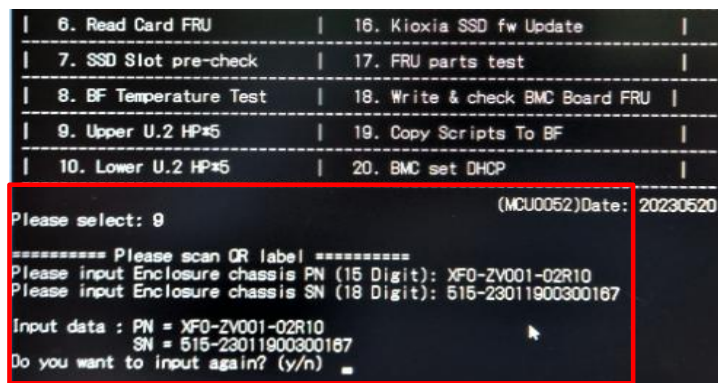 | 6. Read Card FRU | 16. Kioxia SSD fw Update |
| 7. SSD Slot pre-check | 17. FRU parts test |
| 8. BF Temperature Test | 18. Write & check BMC Board FRU |
| 9. Upper U.2 HP*5 | 19. Copy Scripts To BF |
| 10. Lower U.2 HP*5 | 20. BMC set DHCP |
(MCU0052)Date: 20230520
Please select: 9
========== Please scan QR label ==========
Please input Enclosure chassis PN (15 Digit): XF0-ZV001-02R10
Please input Enclosure chassis SN (18 Digit): 515-23011900300167
Input data : PN = XF0-ZV001-02R10
SN = 515-23011900300167
Do you want to input again? (y/n)